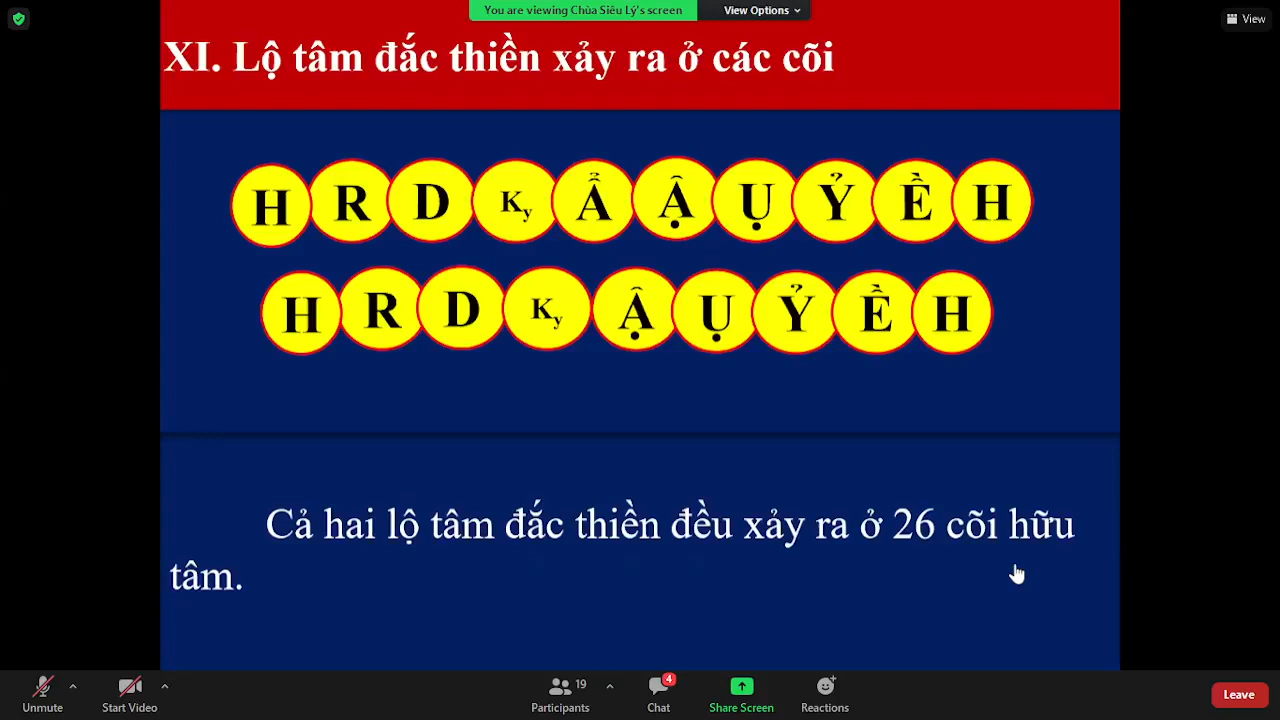 You are viewing Chùa Siêu Lý's screen View Options
View
XI. Lộ tâm đắc thiền xảy ra ở các cõi
H R D Ky Ẩ Ậ Ụ Ỷ Ề H
H R D Ky Ậ Ụ Ỷ Ề H
Cả hai lộ tâm đắc thiền đều xảy ra ở 26 cõi hữu
tâm.
19 4
Unmute Start Video Participants Chat Share Screen Reactions Leave